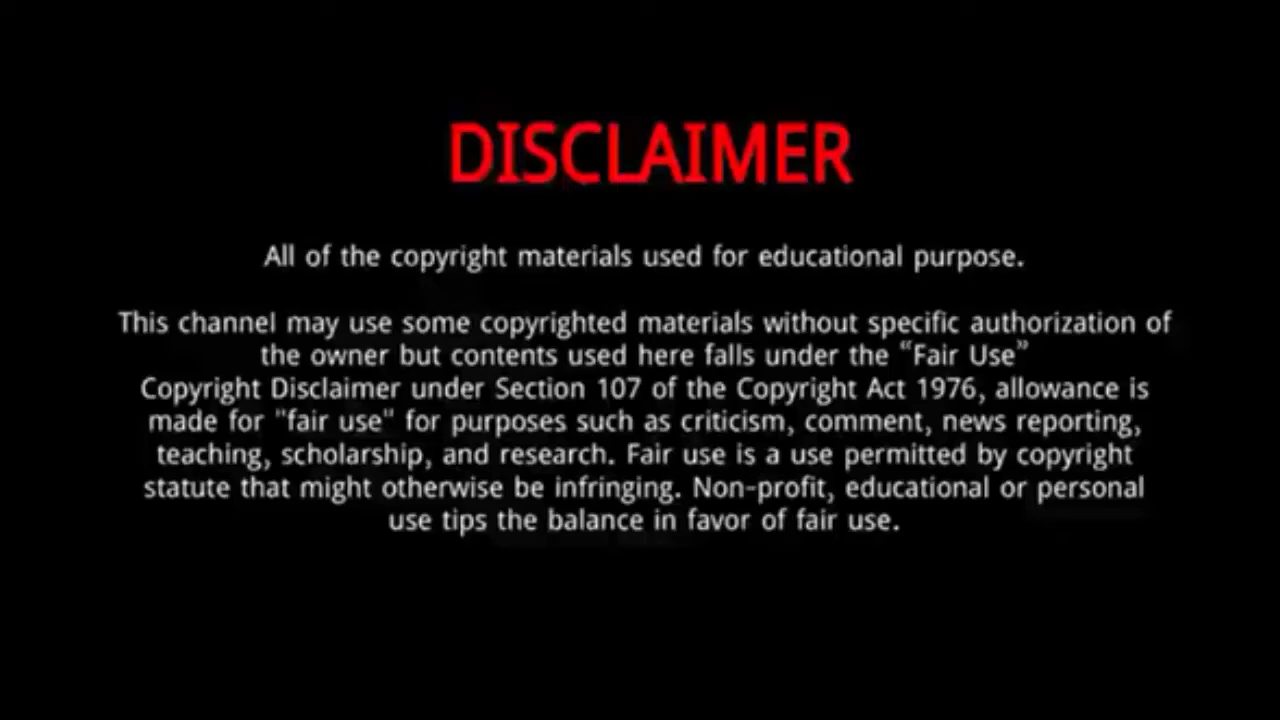 DISCLAIMER
All of the copyright materials used for educational purpose.
This channel may use some copyrighted materials without specific authorization of
the owner but contents used here falls under the “Fair Use”
Copyright Disclaimer under Section 107 of the Copyright Act 1976, allowance is
made for "fair use" for purposes such as criticism, comment, news reporting,
teaching, scholarship, and research. Fair use is a use permitted by copyright
statute that might otherwise be infringing. Non-profit, educational or personal
use tips the balance in favor of fair use.